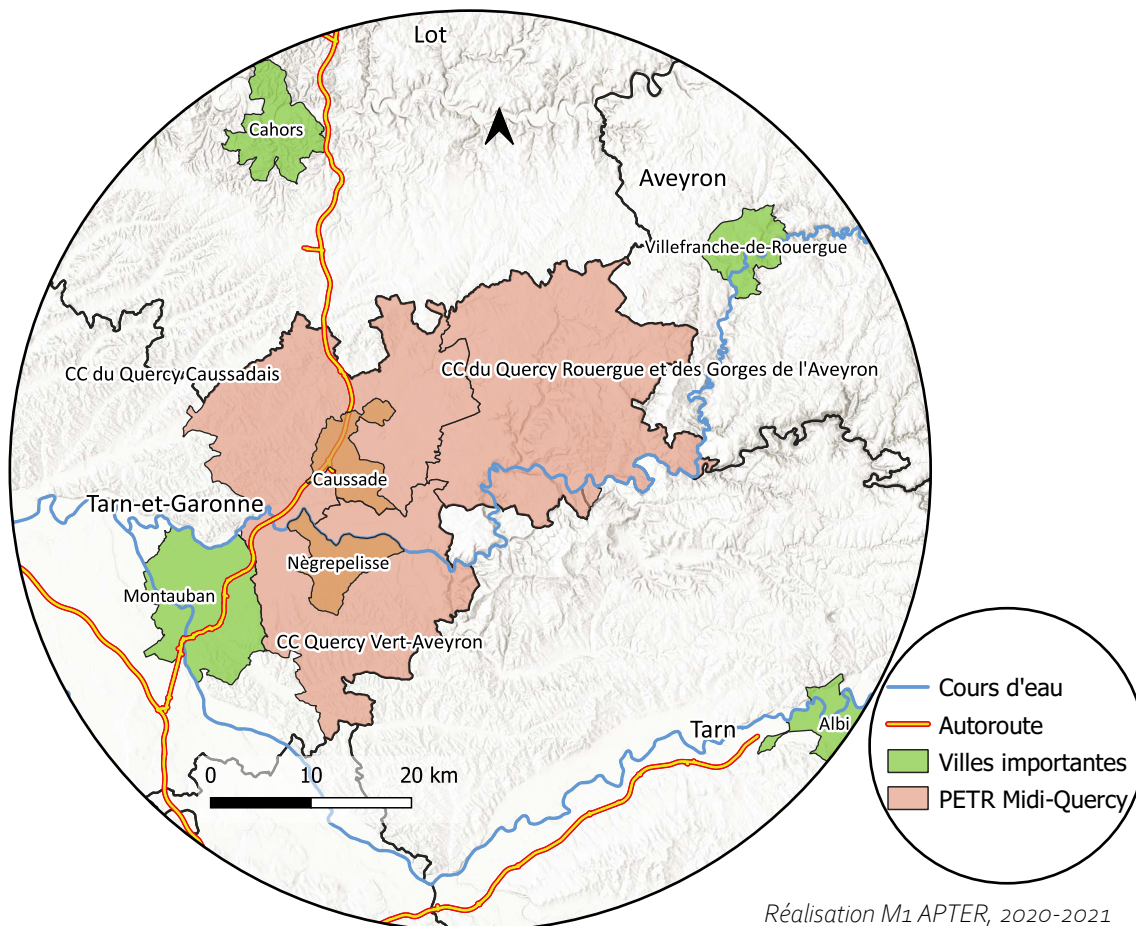 Lot
Cahors
Aveyron
Villefranche-de-Rouergue
CC du Quercy Caussadais
CC du Quercy Rouergue et des Gorges de l'Aveyron
Caussade
Tarn-et-Garonne
Nègrepelisse
Montauban
CC Quercy Vert-Aveyron
Tarn
Albi
0 10 20 km
Cours d'eau
Autoroute
Villes importantes
PETR Midi-Quercy
Réalisation M1 APTER, 2020-2021